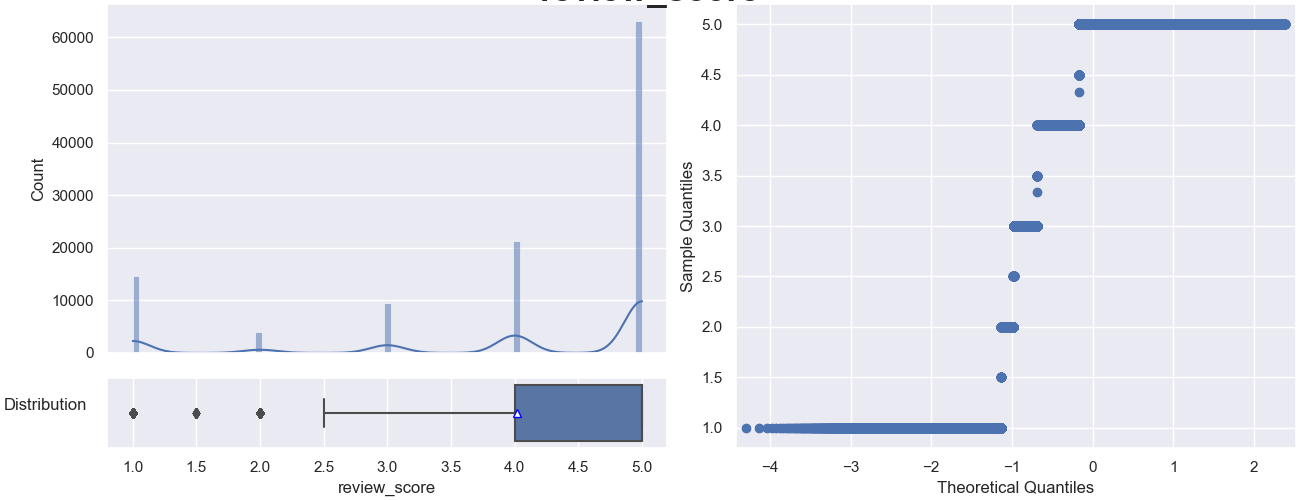 review_score
60000
50000
40000
30000
20000
10000
0
Count
Distribution
1.0 1.5 2.0 2.5 3.0 3.5 4.0 4.5 5.0
review_score
5.0
4.5
4.0
3.5
3.0
2.5
2.0
1.5
1.0
Sample Quantiles
−4 −3 −2 −1 0 1 2
Theoretical Quantiles